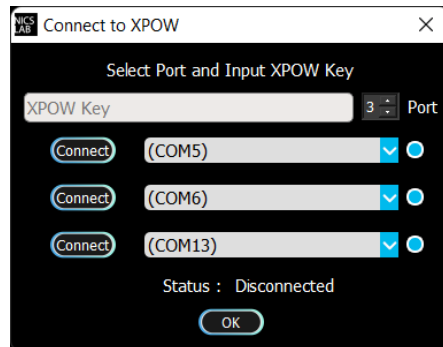 NICS
LAB
Connect to XPOW
Select Port and Input XPOW Key
XPOW Key
3
Port
Connect
(COM5)
Connect
(COM6)
Connect
(COM13)
Status : Disconnected
OK